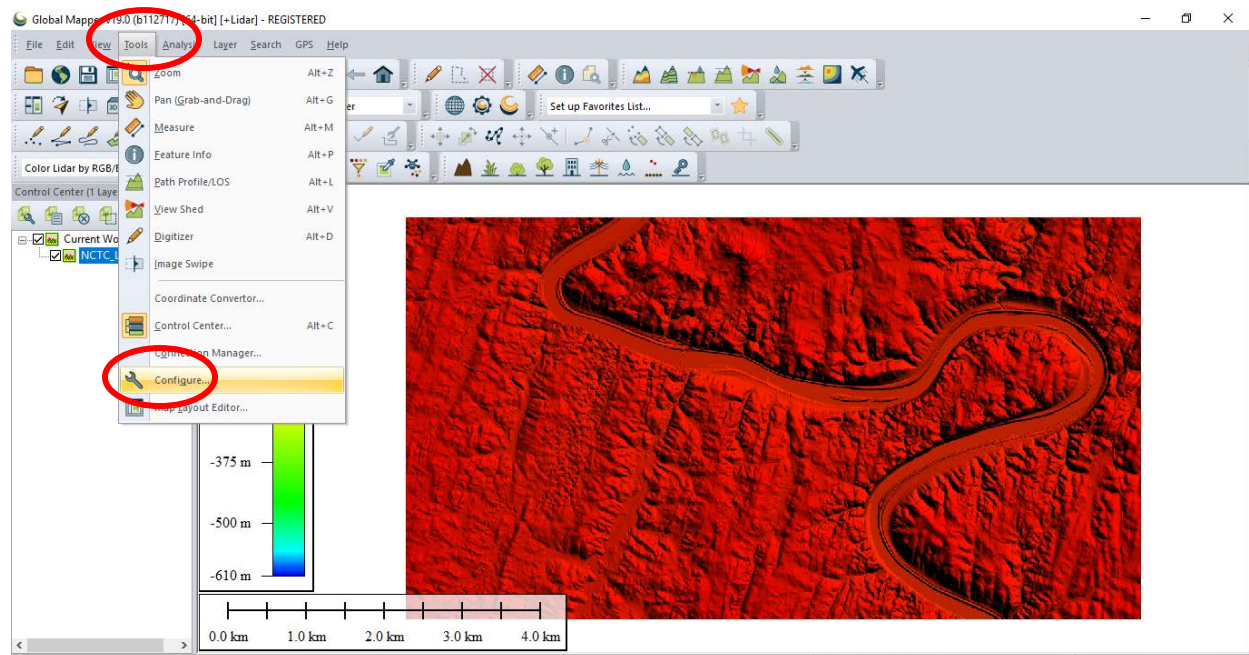 Global Mapper v19.0 (b112717) [64-bit] [+Lidar] - REGISTERED
File Edit View Tools Analysis Layer Search GPS Help
Zoom Alt+Z
Pan (Grab-and-Drag) Alt+G
Set up Favorites List...
Measure Alt+M
Feature Info Alt+P
Color Lidar by RGB/
Path Profile/LOS Alt+L
Control Center (1 Laye
View Shed Alt+V
Current Wo
Digitizer Alt+D
NCTC_L
Image Swipe
Coordinate Convertor...
Control Center... Alt+C
Connection Manager...
Configure...
Map Layout Editor...
-375 m
-500 m
-610 m
0.0 km 1.0 km 2.0 km 3.0 km 4.0 km